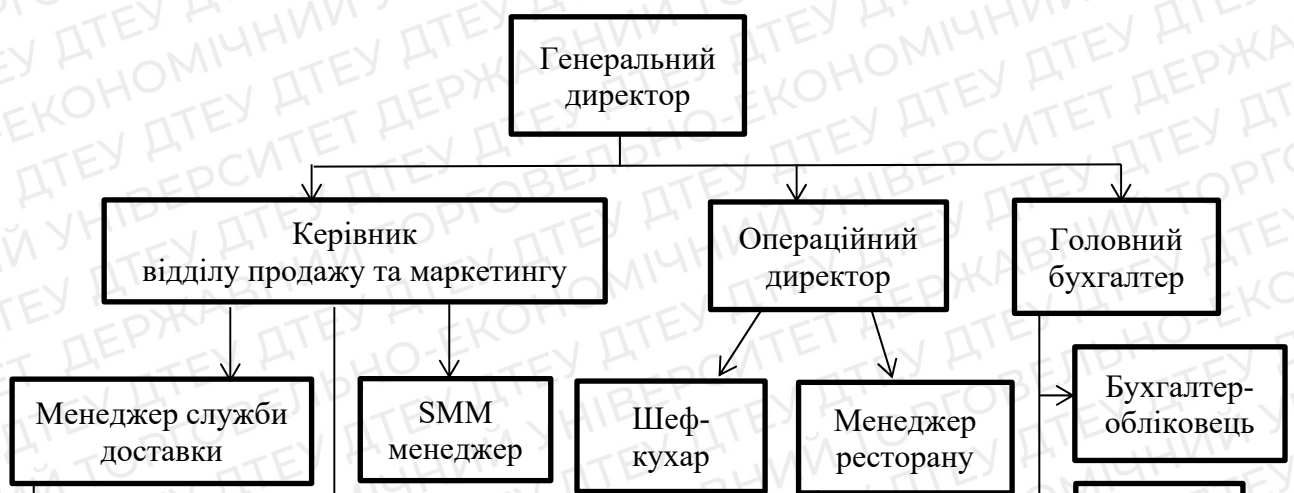 Генеральний
директор
Керівник
відділу продажу та маркетингу
Операційний
директор
Головний
бухгалтер
Менеджер служби
доставки
SMM
менеджер
Шеф-
кухар
Менеджер
ресторану
Бухгалтер-
обліковець